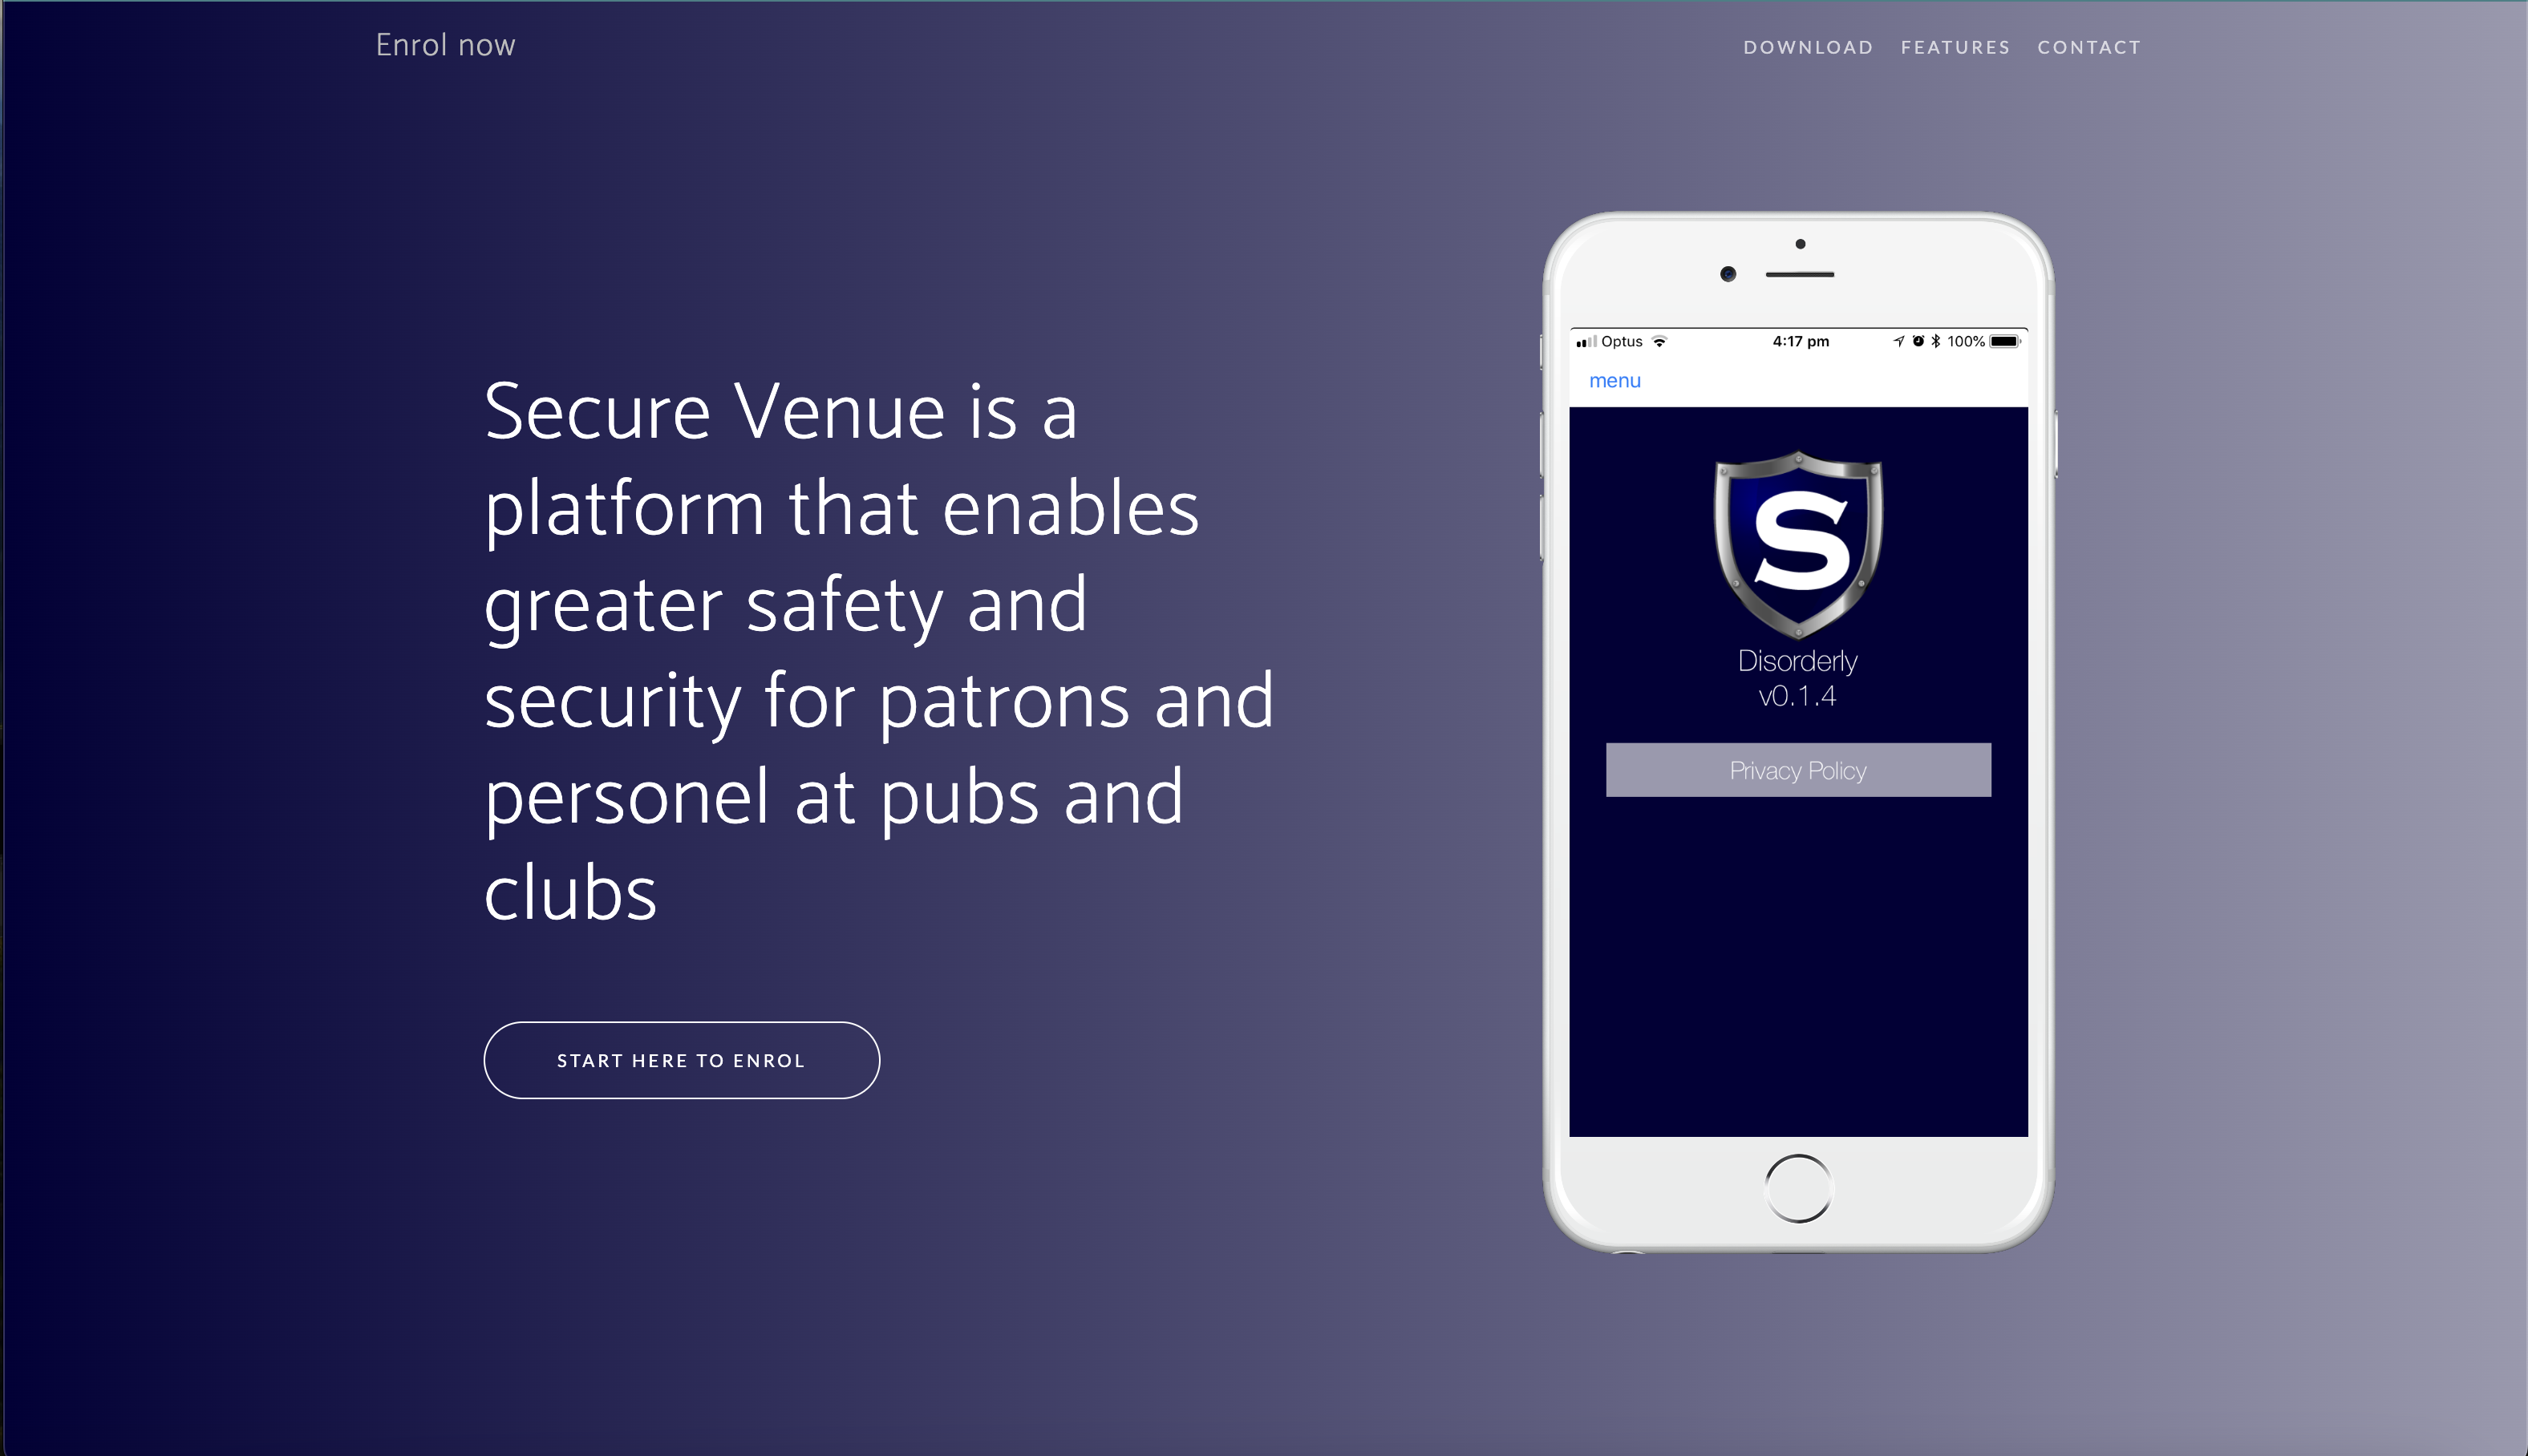 Enrol now
DOWNLOAD FEATURES CONTACT
Secure Venue is a
platform that enables
greater safety and
security for patrons and
personel at pubs and
clubs
START HERE TO ENROL
Optus 4:17 pm 100%
menu
S
Disorderly
v0.1.4
Privacy Policy